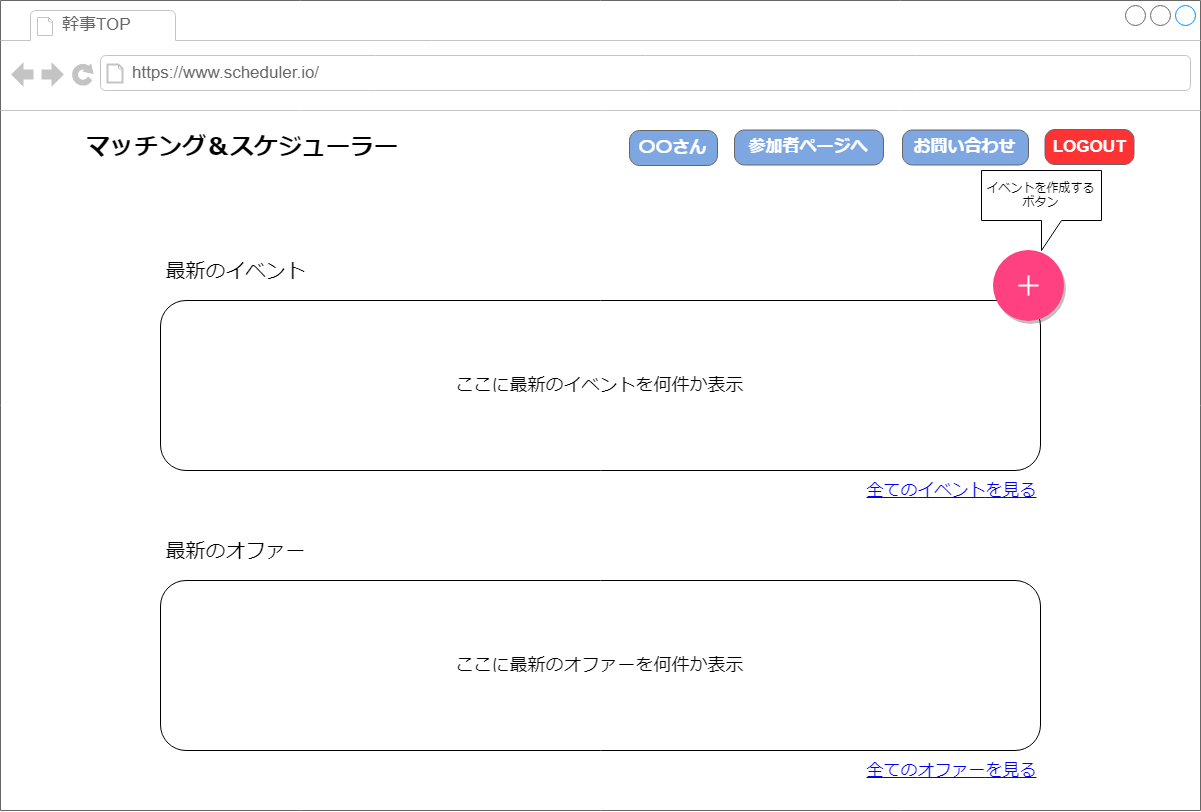 幹事TOP
https://www.scheduler.io/
マッチング＆スケジューラー
〇〇さん
参加者ページへ
お問い合わせ
LOGOUT
イベントを作成する
ボタン
最新のイベント
+
ここに最新のイベントを何件か表示
全てのイベントを見る
最新のオファー
ここに最新のオファーを何件か表示
全てのオファーを見る